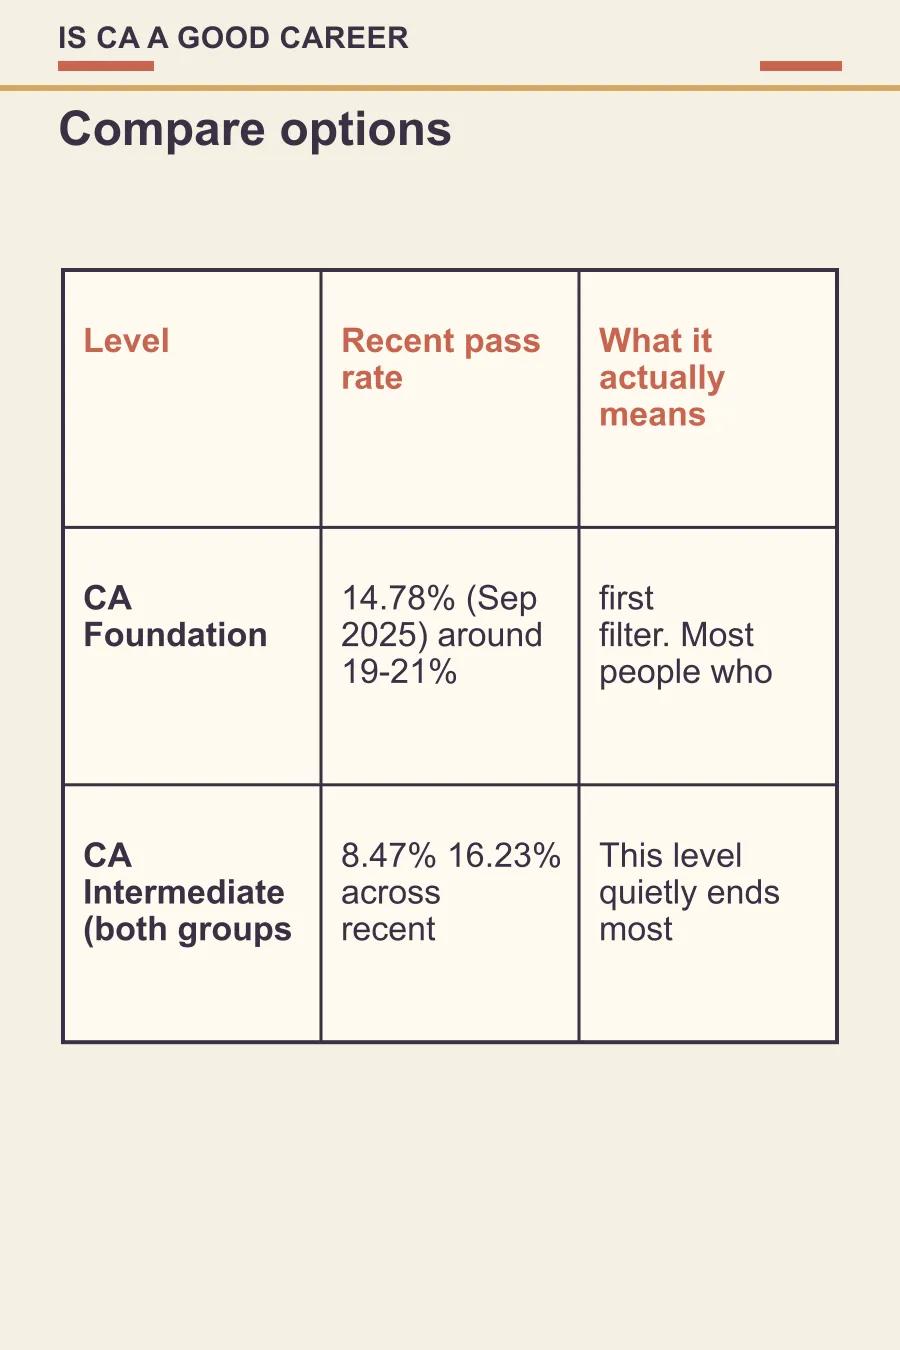 IS CA A GOOD CAREER
Compare options
Level
Recent pass
rate
What it
actually
means
CA
Foundation
14.78% (Sep
2025) around
19-21%
first
filter. Most
people who
CA
Intermediate
(both groups
8.47% 16.23%
across
recent
This level
quietly ends
most